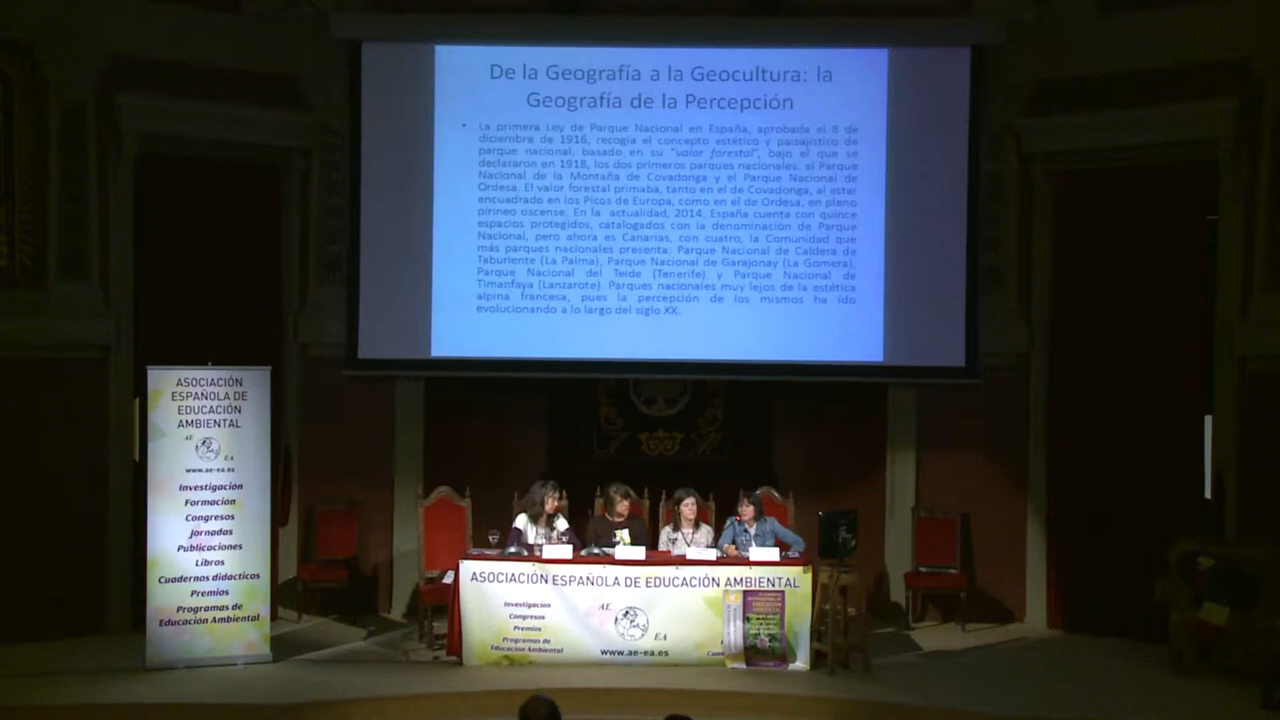 De la Geografía a la Geocultura: la
Geografía de la Percepción
• La primera Ley de Parque Nacional en España, aprobada el 8 de
diciembre de 1916, recogía el concepto estético y paisajístico de
parque nacional, basado en su "valor forestal", bajo el que se
declararon en 1918, los dos primeros parques nacionales: el Parque
Nacional de la Montaña de Covadonga y el Parque Nacional de
Ordesa. El valor forestal primaba, tanto en el de Covadonga, al estar
encuadrado en los Picos de Europa, como en el de Ordesa, en pleno
pirineo oscense. En la actualidad, 2014, España cuenta con quince
espacios protegidos, catalogados con la denominación de Parque
Nacional, pero ahora es Canarias, con cuatro, la Comunidad que
más parques nacionales presenta: Parque Nacional de Caldera de
Taburiente (La Palma), Parque Nacional de Garajonay (La Gomera),
Parque Nacional del Teide (Tenerife) y Parque Nacional de
Timanfaya (Lanzarote). Parques nacionales muy lejos de la estética
alpina francesa, pues la percepción de los mismos ha ido
evolucionando a lo largo del siglo XX.
ASOCIACIÓN
ESPAÑOLA DE
EDUCACIÓN
AMBIENTAL
AE
EA
www.ae-ea.es
Investigación
Formación
Congresos
Jornadas
Publicaciones
Libros
Cuadernos didacticos
Premios
Programas de
Educación Ambiental
ASOCIACIÓN ESPAÑOLA DE EDUCACIÓN AMBIENTAL
Investigacion
Congresos
Premios
Programas de
Educación Ambiental
AE
EA
www.ae-ea.es
EDUCACIÓN
AMBIENTAL